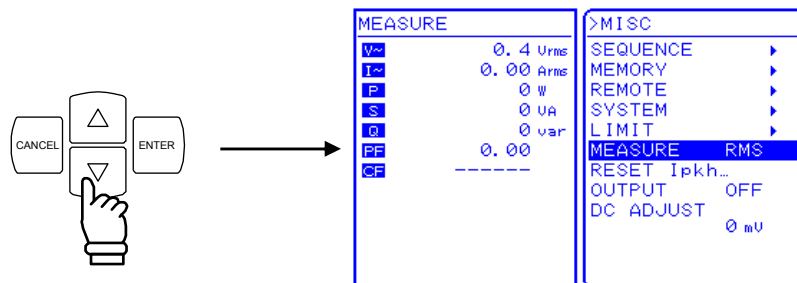 CANCEL
△
ENTER
▽
MEASURE
V~ 0.4 Vrms
I~ 0.00 Arms
P 0 W
S 0 VA
Q 0 var
PF 0.00
CF ------
>MISC
SEQUENCE ▸
MEMORY ▸
REMOTE ▸
SYSTEM ▸
LIMIT ▸
MEASURE RMS
RESET Ipkh…
OUTPUT OFF
DC ADJUST
0 mV